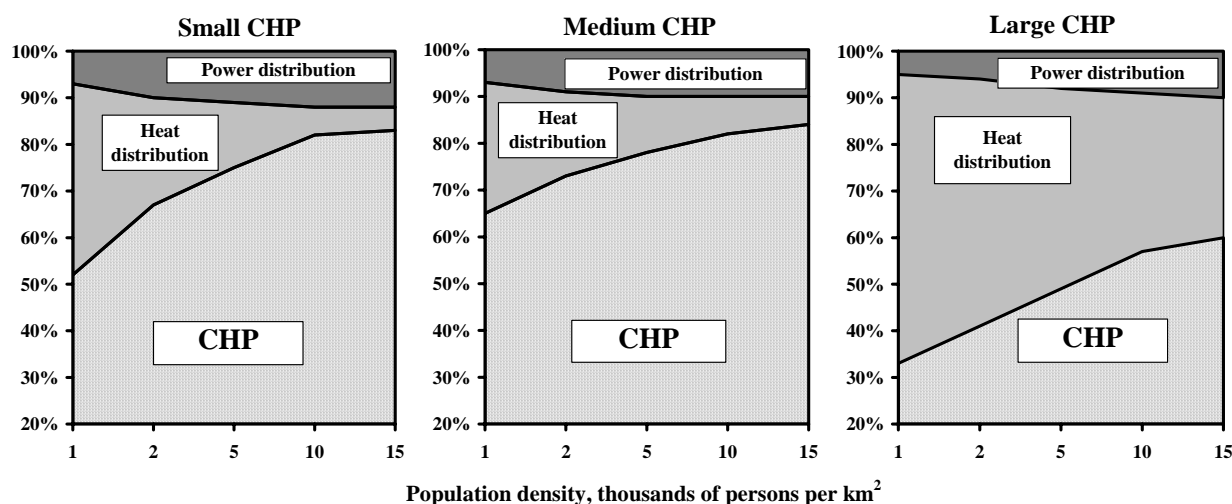 Small CHP
100%
90%
80%
70%
60%
50%
40%
30%
20%
Power distribution
Heat
distribution
CHP
1 2 5 10 15
Medium CHP
100%
90%
80%
70%
60%
50%
40%
30%
20%
Power distribution
Heat
distribution
CHP
1 2 5 10 15
Large CHP
100%
90%
80%
70%
60%
50%
40%
30%
20%
Power distribution
Heat
distribution
CHP
1 2 5 10 15
Population density, thousands of persons per km²